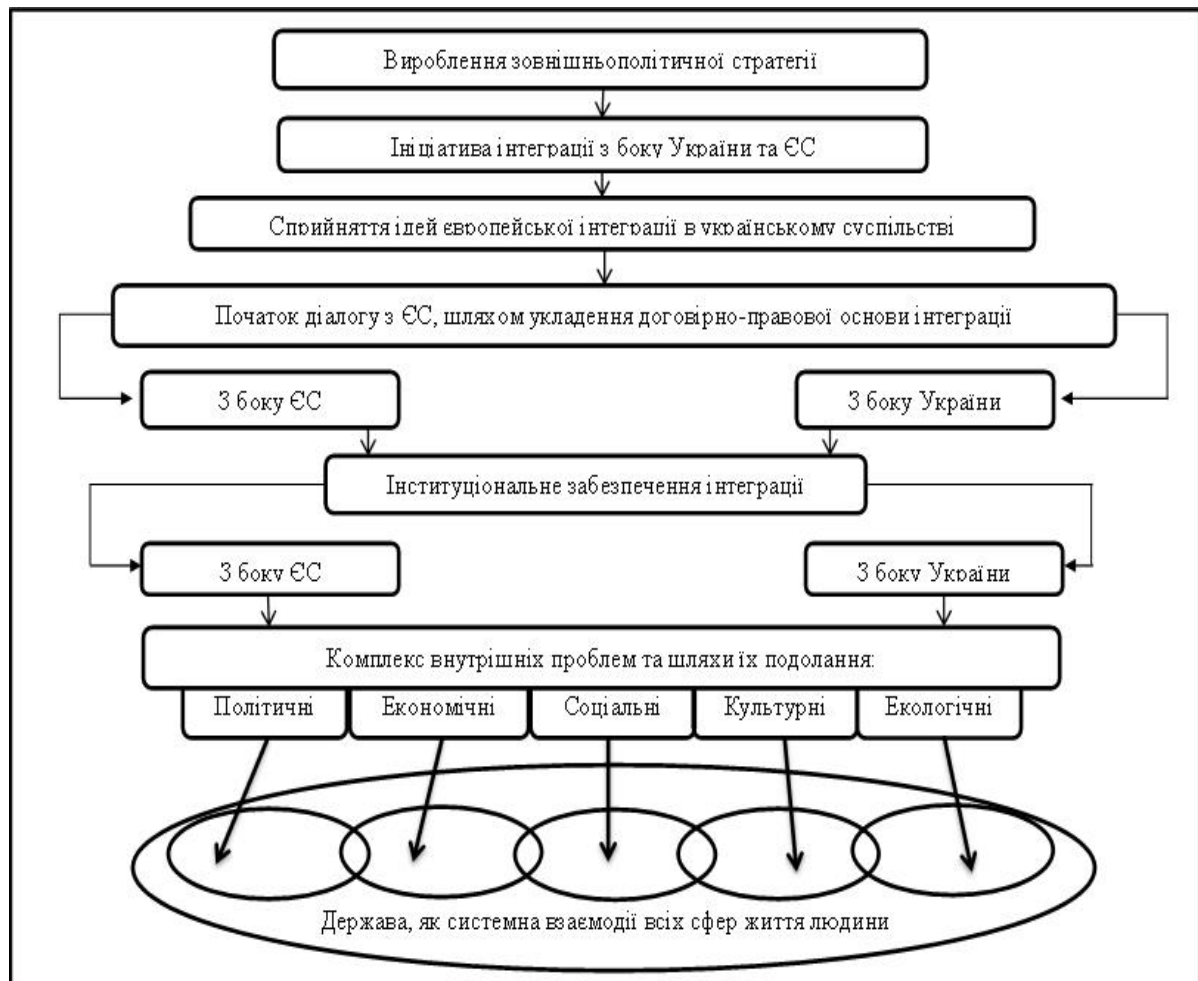 Вироблення зовнішньополітичної стратегії
Ініціатива інтеграції з боку України та ЄС
Сприйняття ідей європейської інтеграції в українському суспільстві
Початок діалогу з ЄС, шляхом укладення договірно-правової основи інтеграції
З боку ЄС
З боку України
Інституціональне забезпечення інтеграції
З боку ЄС
З боку України
Комплекс внутрішніх проблем та шляхи їх подолання:
Політичні
Економічні
Соціальні
Культурні
Екологічні
Держава, як системна взаємодії всіх сфер життя людини